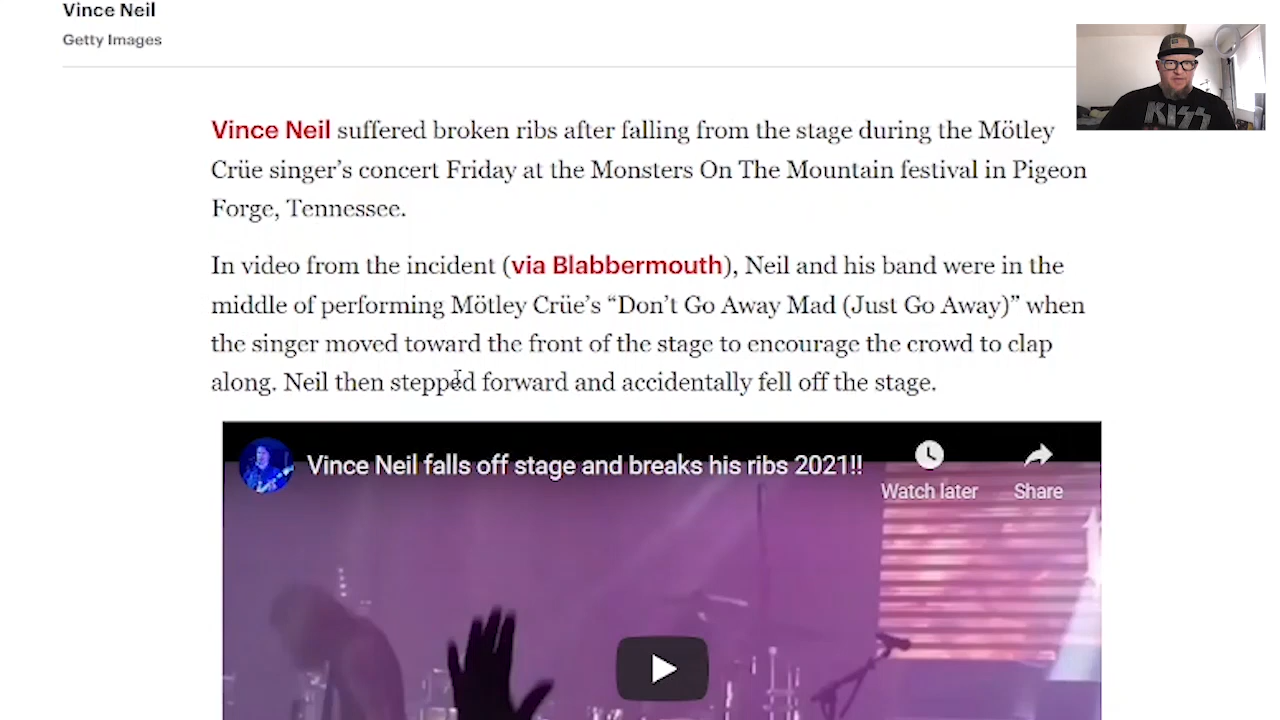 Vince Neil
Getty Images
KISS
Vince Neil suffered broken ribs after falling from the stage during the Mötley
Crüe singer’s concert Friday at the Monsters On The Mountain festival in Pigeon
Forge, Tennessee.
In video from the incident (via Blabbermouth), Neil and his band were in the
middle of performing Mötley Crüe’s “Don’t Go Away Mad (Just Go Away)” when
the singer moved toward the front of the stage to encourage the crowd to clap
along. Neil then stepped forward and accidentally fell off the stage.
Vince Neil falls off stage and breaks his ribs 2021!!
Watch later
Share